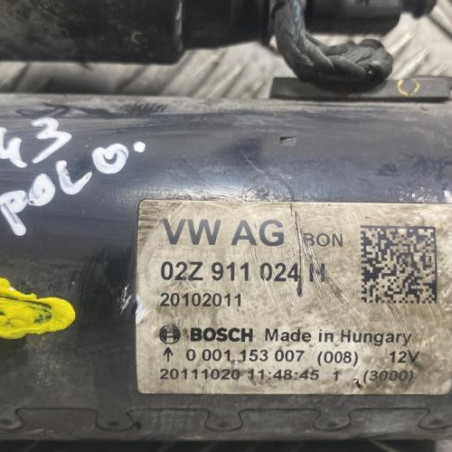 43
POLO.
VW AG BON
02Z 911 024 H
20102011
BOSCH Made in Hungary
↑ 0 001 153 007 (008) 12V
20111020 11:48:45 1 (3000)